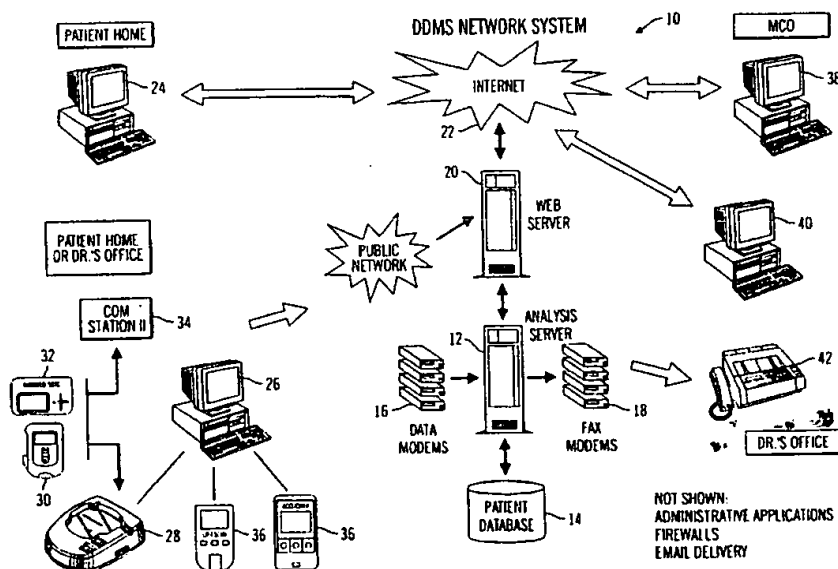 DDMS NETWORK SYSTEM
10
PATIENT HOME
MCO
24
INTERNET
38
22
20
WEB
SERVER
40
PATIENT HOME
OR DR.'S OFFICE
PUBLIC
NETWORK
COM
STATION II
34
32
26
12
ANALYSIS
SERVER
42
16
DATA
MODEMS
18
FAX
MODEMS
DR.'S OFFICE
30
28
36
36
PATIENT
DATABASE
14
NOT SHOWN:
ADMINISTRATIVE APPLICATIONS
FIREWALLS
EMAIL DELIVERY